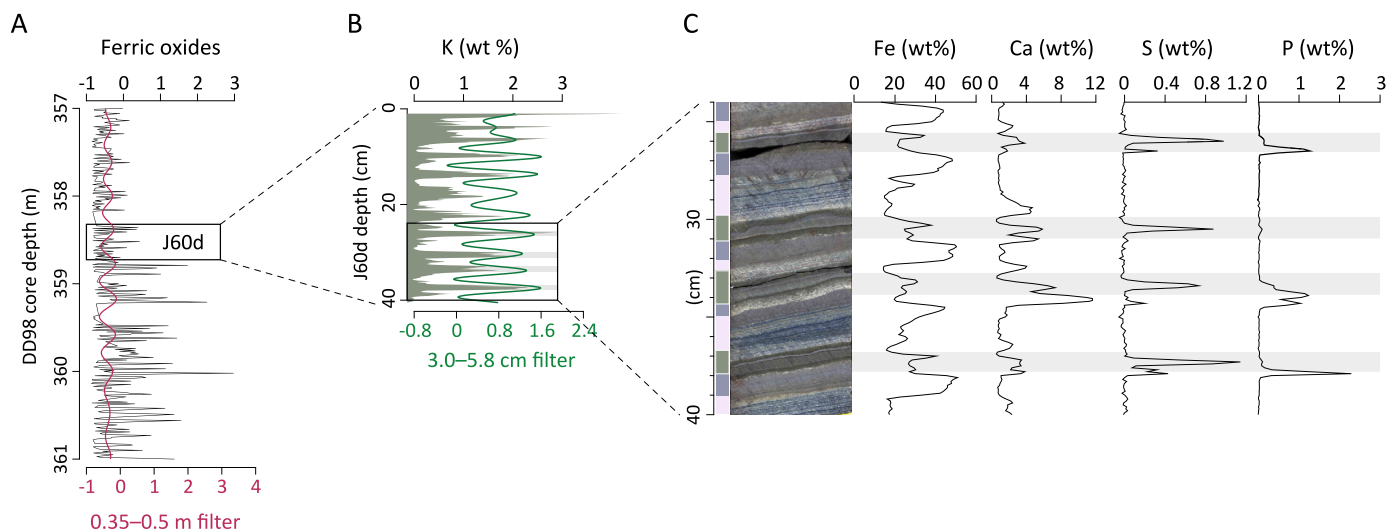 A
B
C
Ferric oxides
K (wt %)
Fe (wt%)
Ca (wt%)
S (wt%)
P (wt%)
-1 0 1 2 3
0 1 2 3
0 20 40 60
0 4 8 12
0 0.4 0.8 1.2
0 1 2 3
DD98 core depth (m)
357
358
359
360
361
J60d
J60d depth (cm)
0
20
40
(cm)
30
40
-0.8 0 0.8 1.6 2.4
3.0–5.8 cm filter
-1 0 1 2 3 4
0.35–0.5 m filter